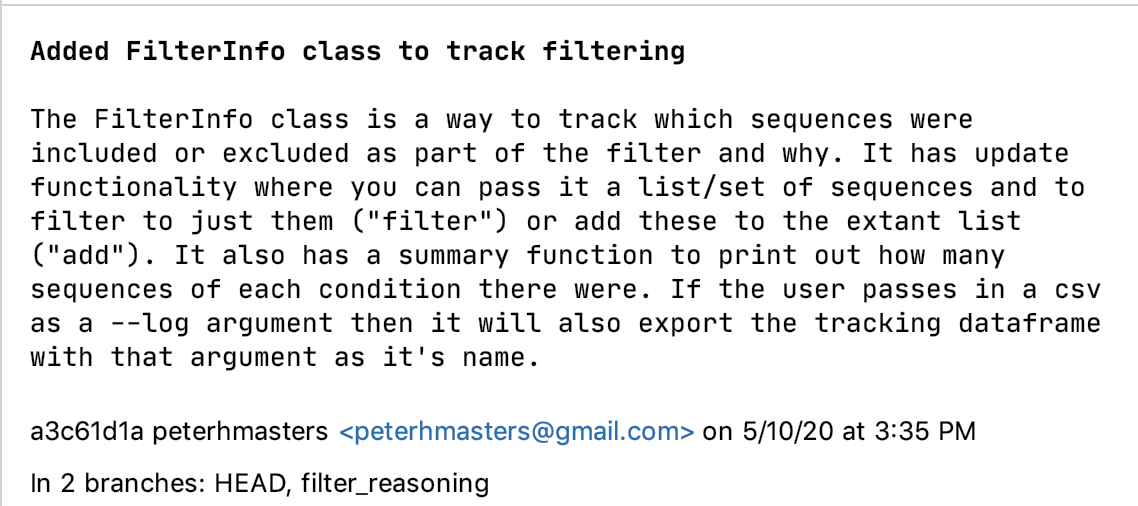 Added FilterInfo class to track filtering
The FilterInfo class is a way to track which sequences were
included or excluded as part of the filter and why. It has update
functionality where you can pass it a list/set of sequences and to
filter to just them ("filter") or add these to the extant list
("add"). It also has a summary function to print out how many
sequences of each condition there were. If the user passes in a csv
as a --log argument then it will also export the tracking dataframe
with that argument as it's name.
a3c61d1a peterhmasters <peterhmasters@gmail.com> on 5/10/20 at 3:35 PM
In 2 branches: HEAD, filter_reasoning